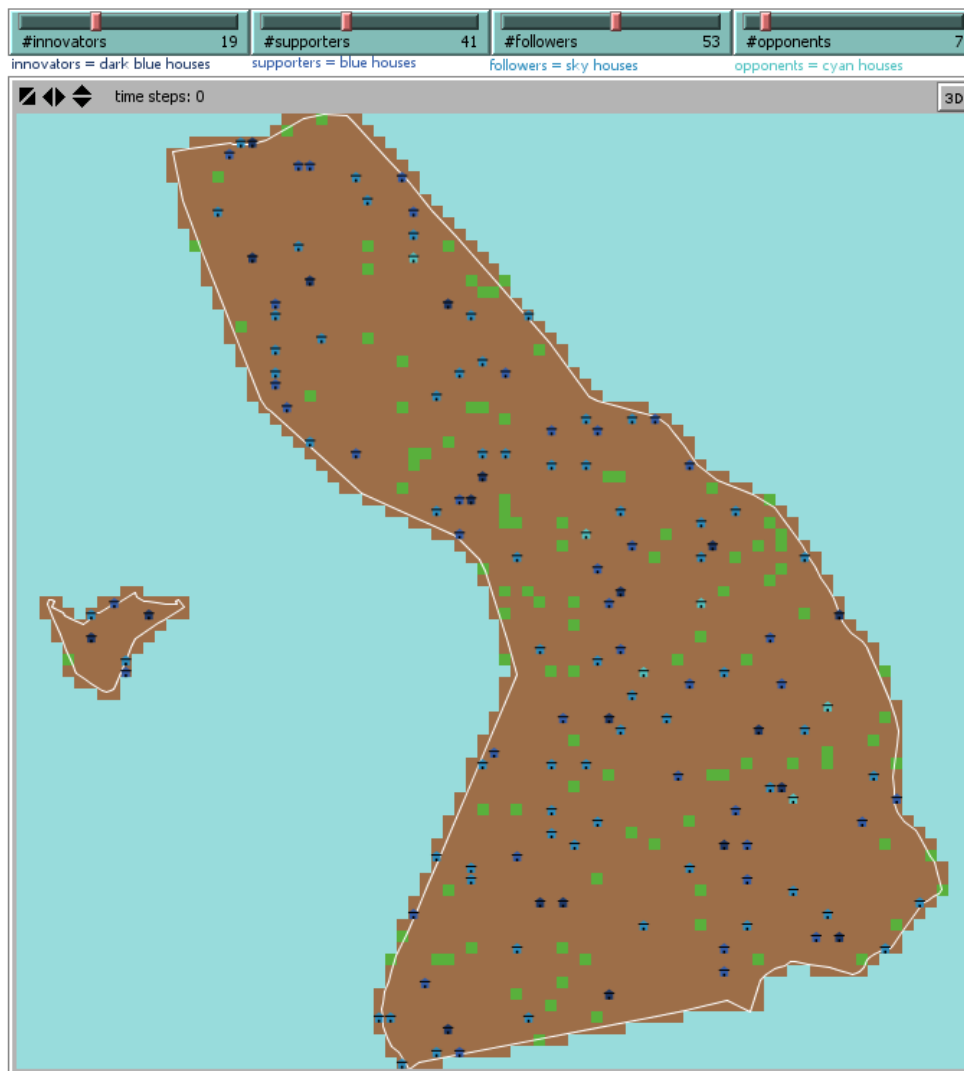 #innovators 19
#supporters 41
#followers 53
#opponents 7
innovators = dark blue houses
supporters = blue houses
followers = sky houses
opponents = cyan houses
time steps: 0
3D